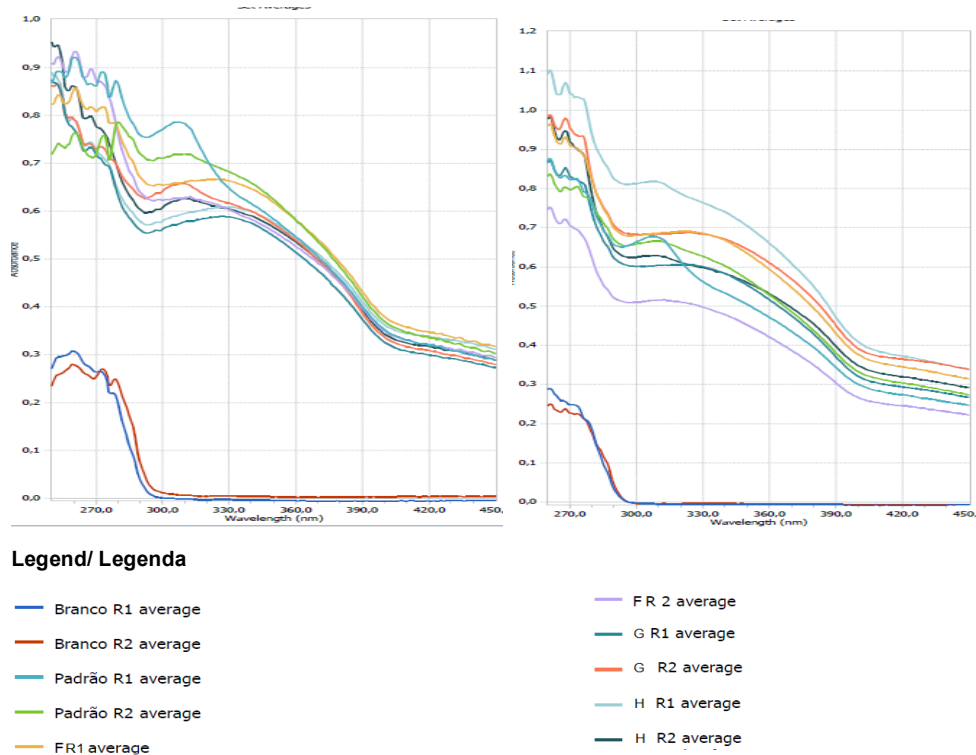 1,0
0,9
0,8
0,7
0,6
0,5
0,4
0,3
0,2
0,1
0,0
270,0 300,0 330,0 360,0 390,0 420,0 450,
Wavelength (nm)
1,2
1,1
1,0
0,9
0,8
0,7
0,6
0,5
0,4
0,3
0,2
0,1
0,0
270,0 300,0 330,0 360,0 390,0 420,0 450,
Wavelength (nm)
Legend/ Legenda
Branco R1 average
Branco R2 average
Padrão R1 average
Padrão R2 average
FR1 average
F R 2 average
G R1 average
G R2 average
H R1 average
H R2 average